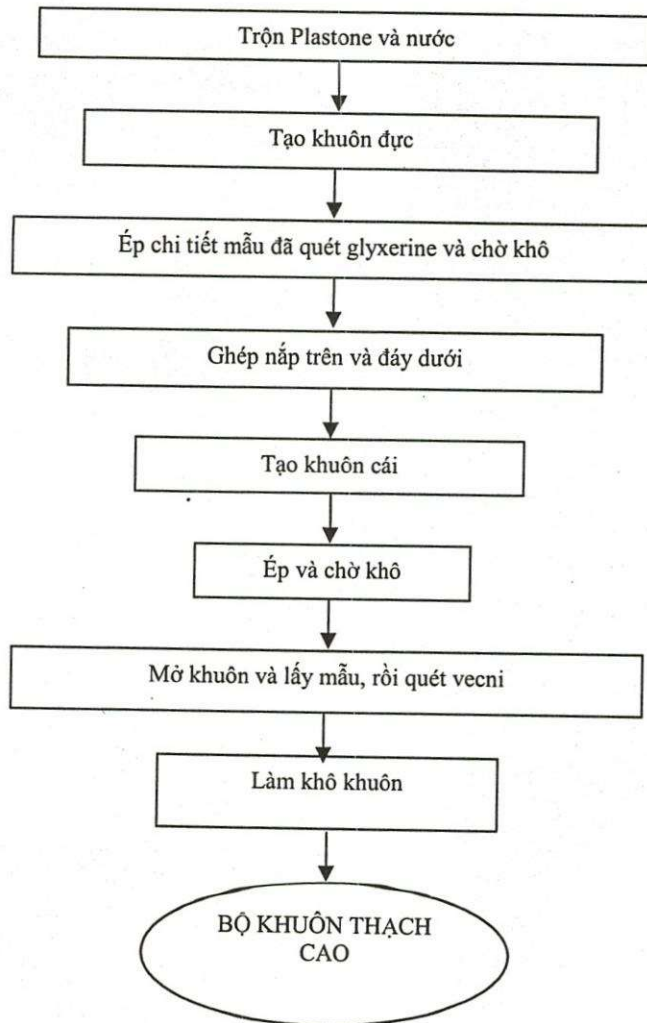 Trộn Plastone và nước
Tạo khuôn đực
Ép chi tiết mẫu đã quét glyxerine và chờ khô
Ghép nắp trên và đáy dưới
Tạo khuôn cái
Ép và chờ khô
Mở khuôn và lấy mẫu, rồi quét vecni
Làm khô khuôn
BỘ KHUÔN THẠCH
CAO